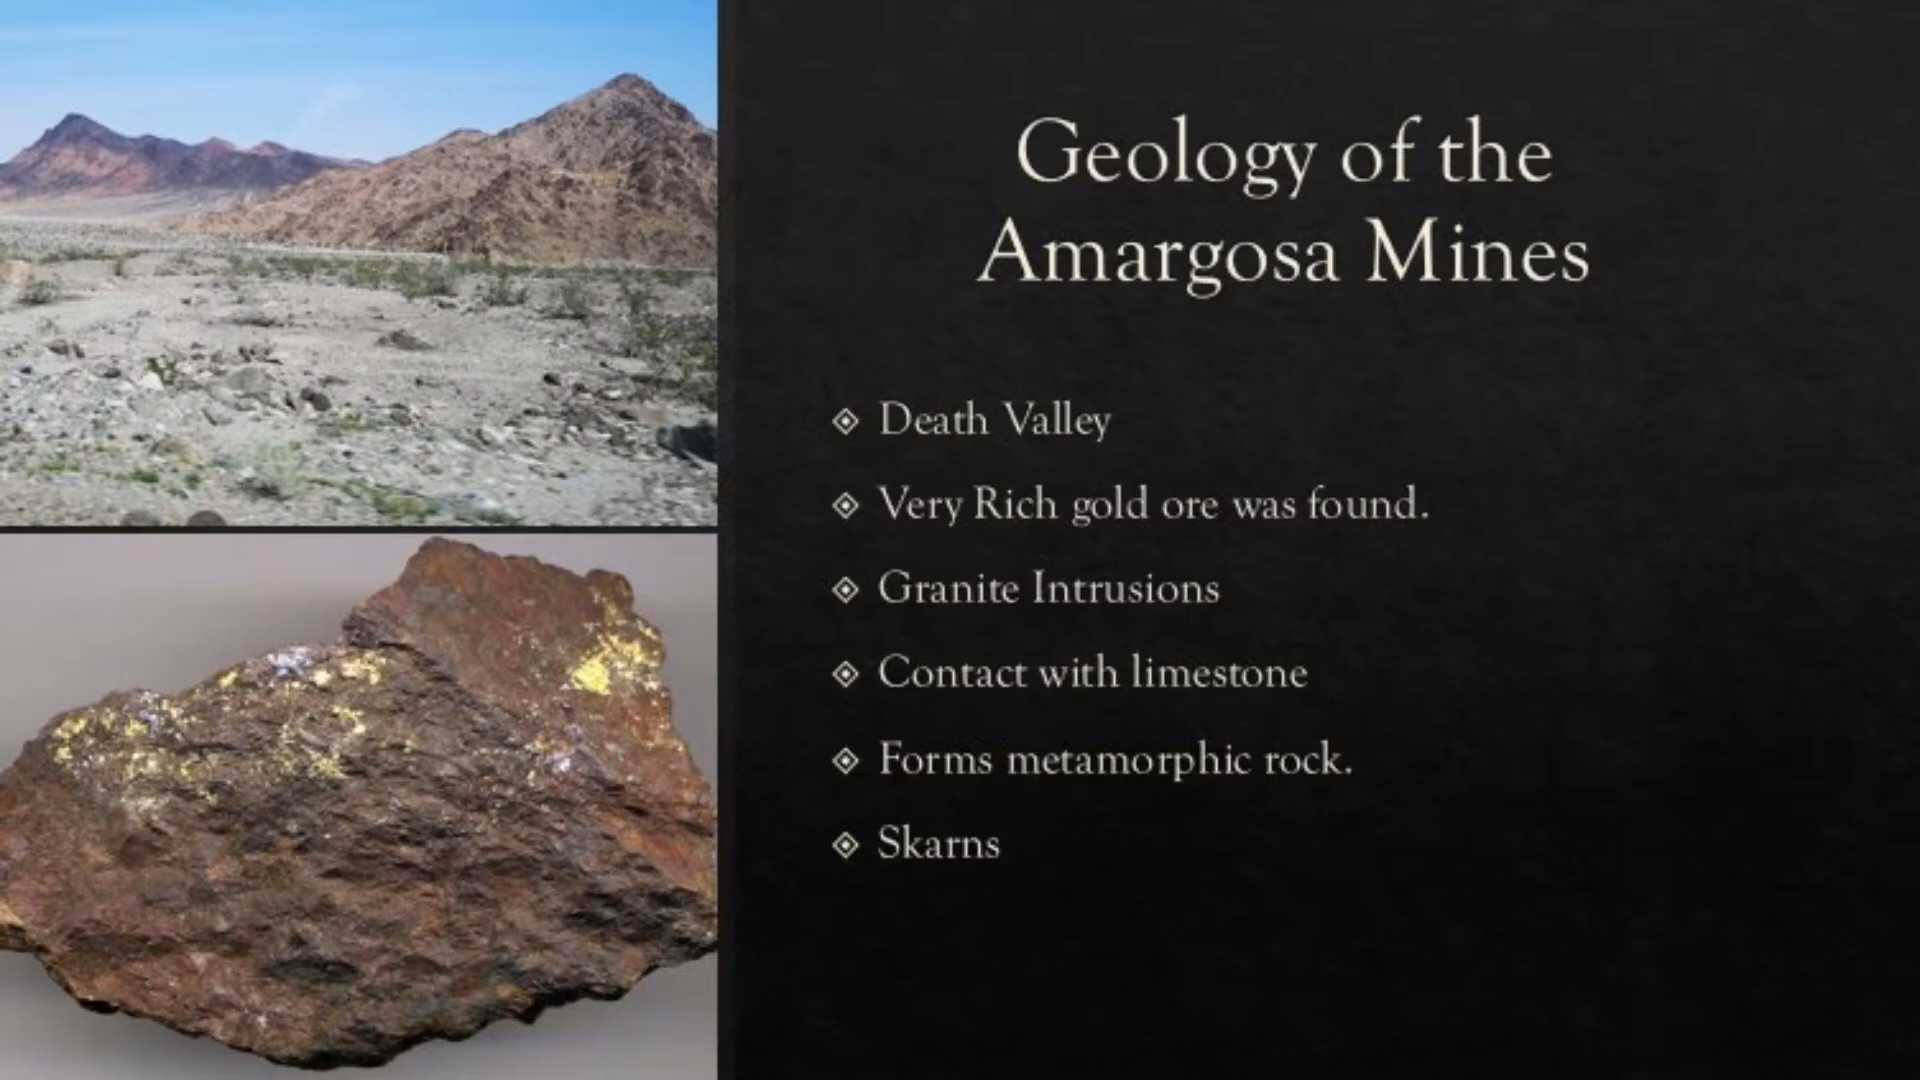 Geology of the
Amargosa Mines
Death Valley
Very Rich gold ore was found.
Granite Intrusions
Contact with limestone
Forms metamorphic rock.
Skarns